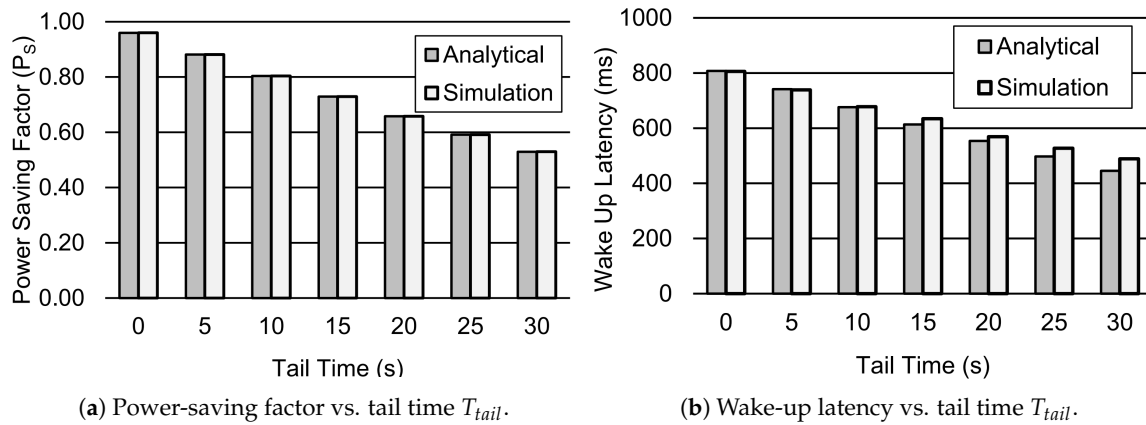 1.00
0.80
0.60
0.40
0.20
0.00
Power Saving Factor (P_S)
Analytical
Simulation
0 5 10 15 20 25 30
Tail Time (s)
(a) Power-saving factor vs. tail time T_tail.
1000
800
600
400
200
0
Wake Up Latency (ms)
Analytical
Simulation
0 5 10 15 20 25 30
Tail Time (s)
(b) Wake-up latency vs. tail time T_tail.